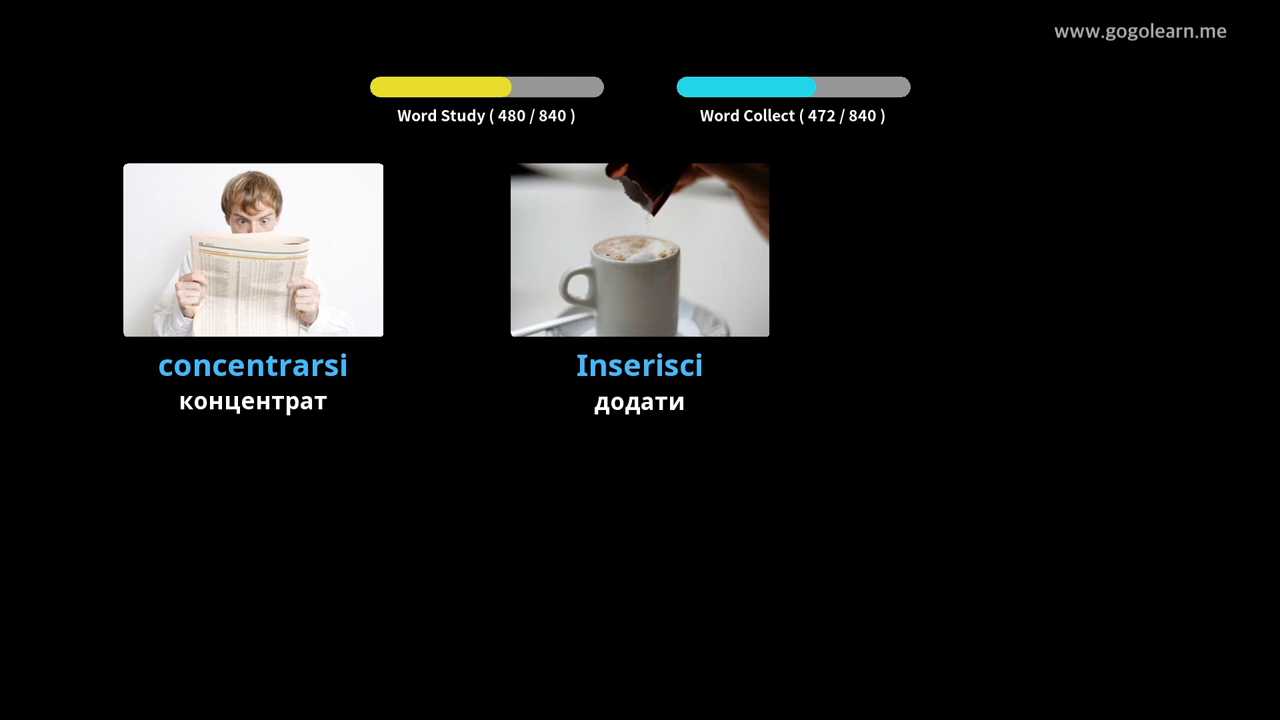 www.gogolearn.me
Word Study ( 480 / 840 )
Word Collect ( 472 / 840 )
concentrarsi
концентрат
Inserisci
додати